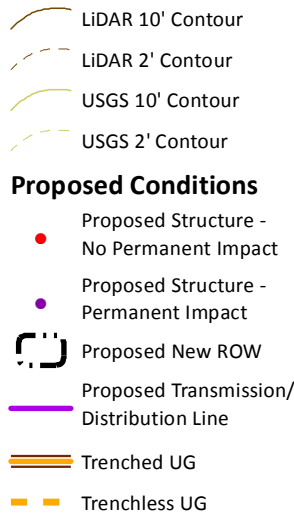 LiDAR 10' Contour
LiDAR 2' Contour
USGS 10' Contour
USGS 2' Contour
Proposed Conditions
Proposed Structure -
No Permanent Impact
Proposed Structure -
Permanent Impact
Proposed New ROW
Proposed Transmission/
Distribution Line
Trenched UG
Trenchless UG